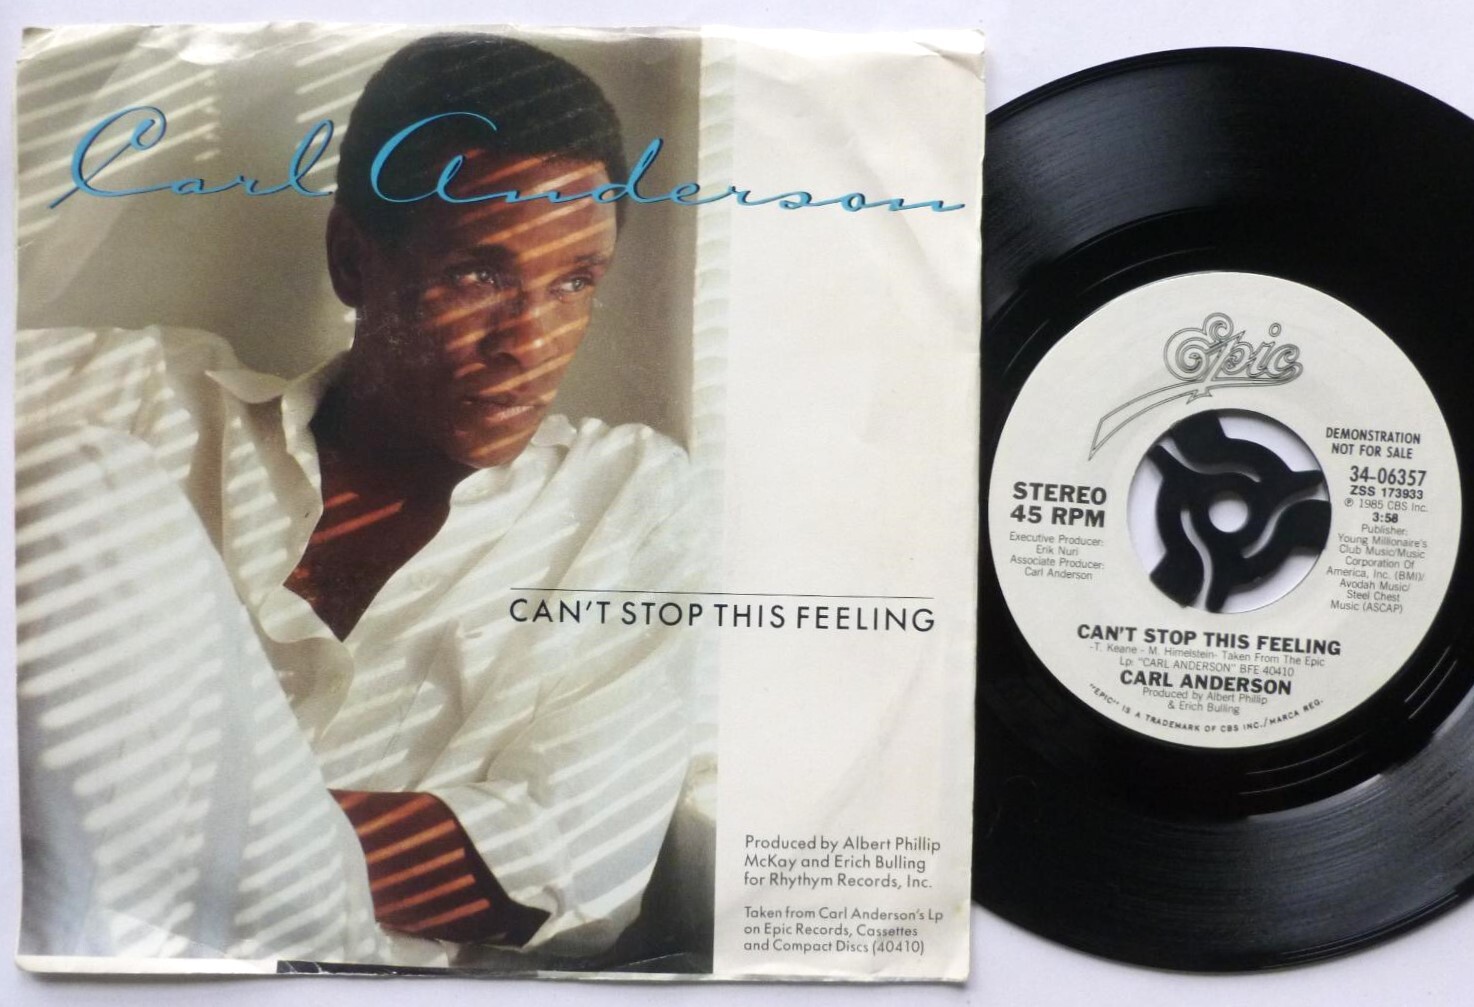 Carl Anderson
CAN'T STOP THIS FEELING
Produced by Albert Phillip
McKay and Erich Bulling
for Rhythym Records, Inc.
Taken from Carl Anderson's Lp
on Epic Records, Cassettes
and Compact Discs (40410)
Epic
DEMONSTRATION
NOT FOR SALE
STEREO
45 RPM
Executive Producer:
Erik Nuri
Associate Producer:
Carl Anderson
34-06357
ZSS 173933
℗ 1985 CBS Inc.
3:58
Publisher:
Young Millionaire's
Club Music/Music
Corporation Of
America, Inc. (BMI)/
Avodah Music/
Steel Chest
Music (ASCAP)
CAN'T STOP THIS FEELING
-T. Keane - M. Himelstein- Taken From The Epic
Lp: "CARL ANDERSON" BFE 40410
CARL ANDERSON
Produced by Albert Phillip
& Erich Bulling
"EPIC" IS A TRADEMARK OF CBS INC./MARCA REG.